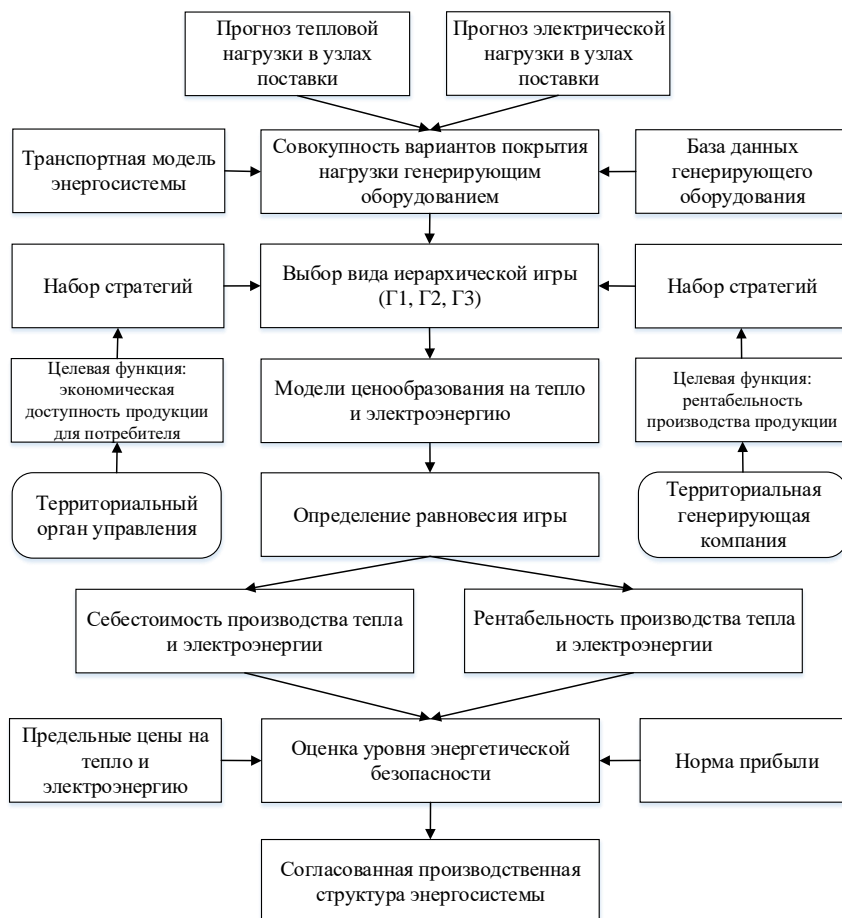 Прогноз тепловой
нагрузки в узлах
поставки
Прогноз электрической
нагрузки в узлах
поставки
Транспортная модель
энергосистемы
Совокупность вариантов покрытия
нагрузки генерирующим
оборудованием
База данных
генерирующего
оборудования
Набор стратегий
Выбор вида иерархической игры
(Г1, Г2, Г3)
Набор стратегий
Целевая функция:
экономическая
доступность продукции
для потребителя
Модели ценообразования на тепло
и электроэнергию
Целевая функция:
рентабельность
производства продукции
Территориальный
орган управления
Определение равновесия игры
Территориальная
генерирующая
компания
Себестоимость производства тепла
и электроэнергии
Рентабельность производства тепла
и электроэнергии
Предельные цены на
тепло и
электроэнергию
Оценка уровня энергетической
безопасности
Норма прибыли
Согласованная производственная
структура энергосистемы